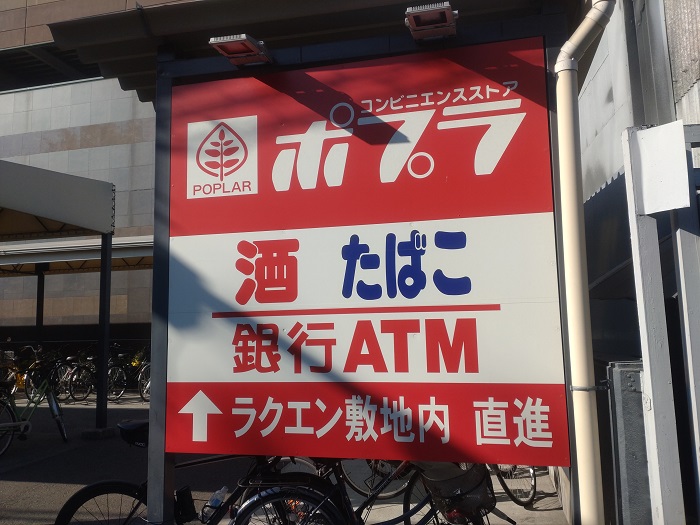 コンビニエンスストア
POPLAR ポプラ
酒 たばこ
銀行ATM
↑ ラクエン敷地内 直進